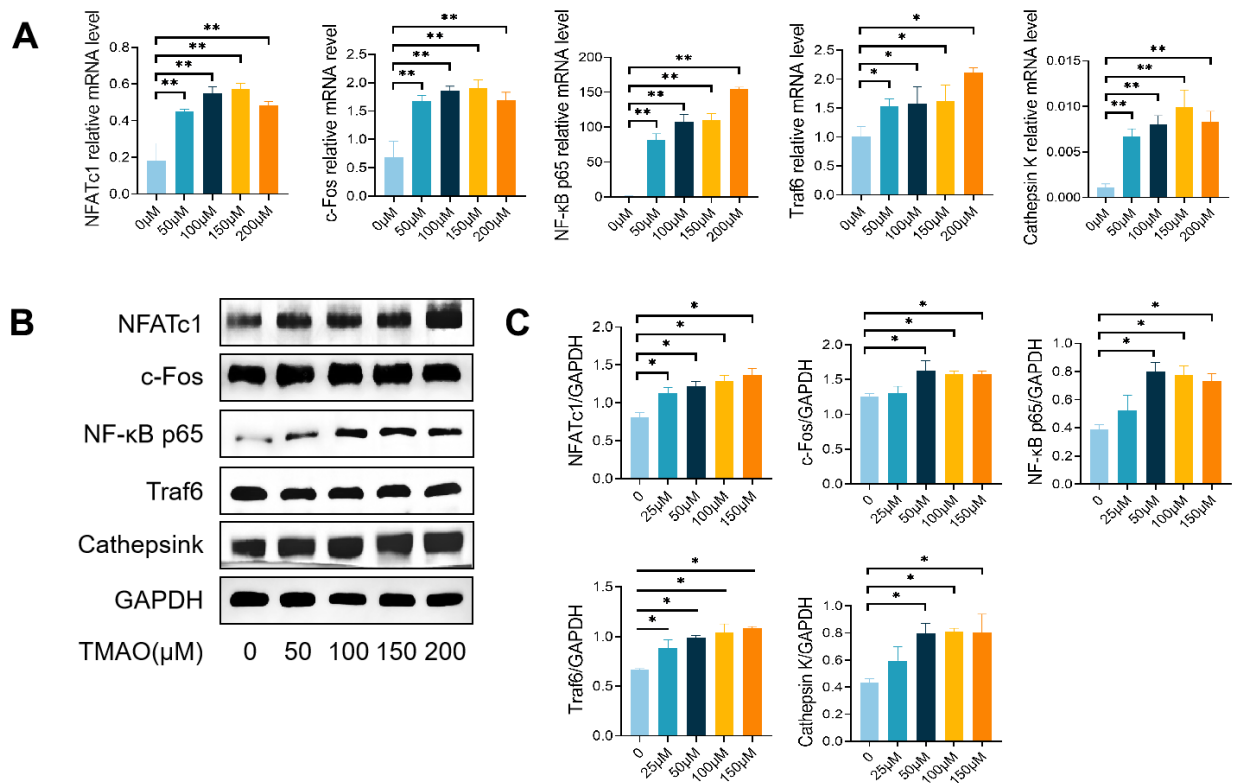 A
NFATc1 relative mRNA level
0.8
0.6
0.4
0.2
0.0
**
**
**
**
0μM
50μM
100μM
150μM
200μM
c-Fos relative mRNA revel
2.5
2.0
1.5
1.0
0.5
0.0
**
**
**
**
0μM
50μM
100μM
150μM
200μM
NF-κB p65 relative mRNA level
200
150
100
50
0
**
**
**
**
0μM
50μM
100μM
150μM
200μM
Traf6 relative mRNA level
2.5
2.0
1.5
1.0
0.5
0.0
*
*
*
*
0μM
50μM
100μM
150μM
200μM
Cathepsin K relative mRNA level
0.015
0.010
0.005
0.000
**
**
**
**
0μM
50μM
100μM
150μM
200μM
B
NFATc1
c-Fos
NF-κB p65
Traf6
Cathepsink
GAPDH
TMAO(μM) 0 50 100 150 200
C
NFATc1/GAPDH
2.0
1.5
1.0
0.5
0.0
*
*
*
*
0
25μM
50μM
100μM
150μM
c-Fos/GAPDH
2.0
1.5
1.0
0.5
0.0
*
*
*
0
25μM
50μM
100μM
150μM
NF-κB p65/GAPDH
1.0
0.8
0.6
0.4
0.2
0.0
*
*
*
0
25μM
50μM
100μM
150μM
Traf6/GAPDH
1.5
1.0
0.5
0.0
*
*
*
*
0
25μM
50μM
100μM
150μM
Cathepsin K/GAPDH
1.0
0.8
0.6
0.4
0.2
0.0
*
*
*
0
25μM
50μM
100μM
150μM